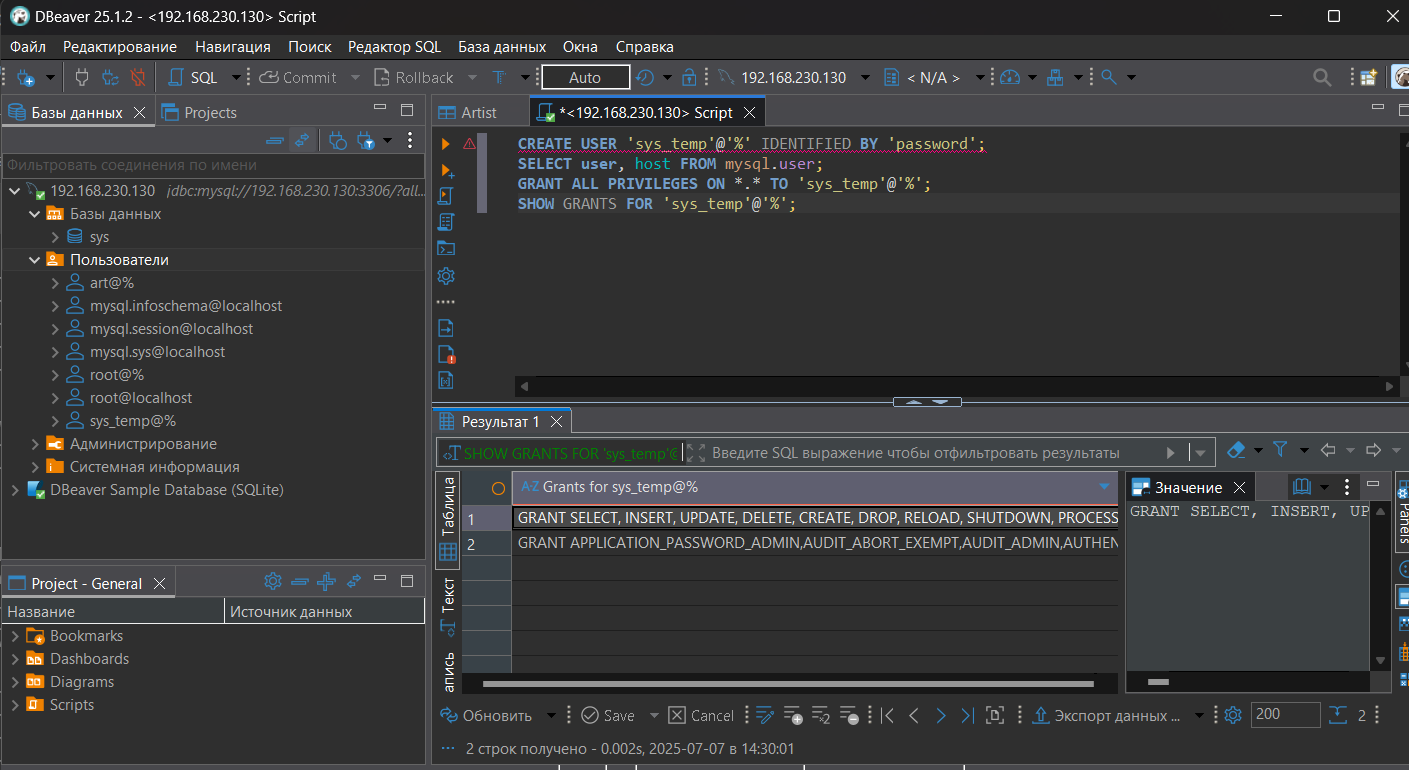 DBeaver 25.1.2 - <192.168.230.130> Script
Файл Редактирование Навигация Поиск Редактор SQL База данных Окна Справка
SQL Commit Rollback T Auto 192.168.230.130 < N/A >
Базы данных Projects
Фильтровать соединения по имени
192.168.230.130 jdbc:mysql://192.168.230.130:3306/?all...
Базы данных
sys
Пользователи
art@%
mysql.infoschema@localhost
mysql.session@localhost
mysql.sys@localhost
root@%
root@localhost
sys_temp@%
Администрирование
Системная информация
DBeaver Sample Database (SQLite)
Project - General
Название Источник данных
Bookmarks
Dashboards
Diagrams
Scripts
Artist *<192.168.230.130> Script
CREATE USER 'sys_temp'@'%' IDENTIFIED BY 'password';
SELECT user, host FROM mysql.user;
GRANT ALL PRIVILEGES ON *.* TO 'sys_temp'@'%';
SHOW GRANTS FOR 'sys_temp'@'%';
Результат 1
SHOW GRANTS FOR 'sys_temp'@ Введите SQL выражение чтобы отфильтровать результаты
Таблица
Текст
апись
A-Z Grants for sys_temp@%
1 GRANT SELECT, INSERT, UPDATE, DELETE, CREATE, DROP, RELOAD, SHUTDOWN, PROCESS
2 GRANT APPLICATION_PASSWORD_ADMIN,AUDIT_ABORT_EXEMPT,AUDIT_ADMIN,AUTHEN
Значение
GRANT SELECT, INSERT, UP
Panels
Обновить Save Cancel Экспорт данных ... 200 2
2 строк получено - 0.002s, 2025-07-07 в 14:30:01